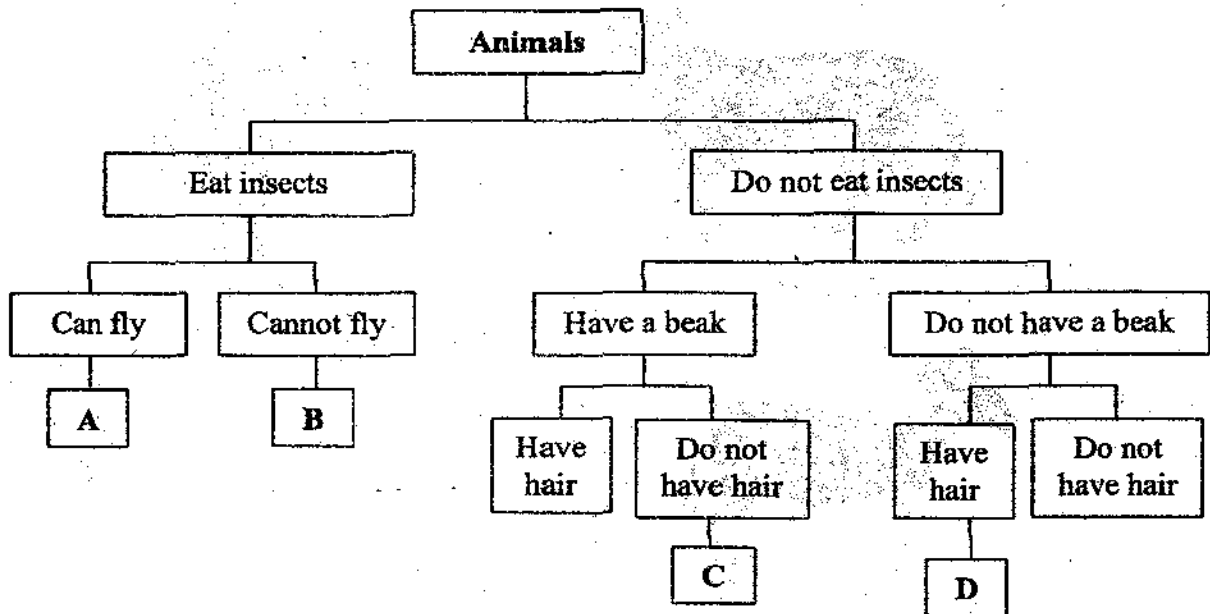 Animals
Eat insects
Do not eat insects
Can fly
Cannot fly
Have a beak
Do not have a beak
A
B
Have
hair
Do not
have hair
Have
hair
Do not
have hair
C
D